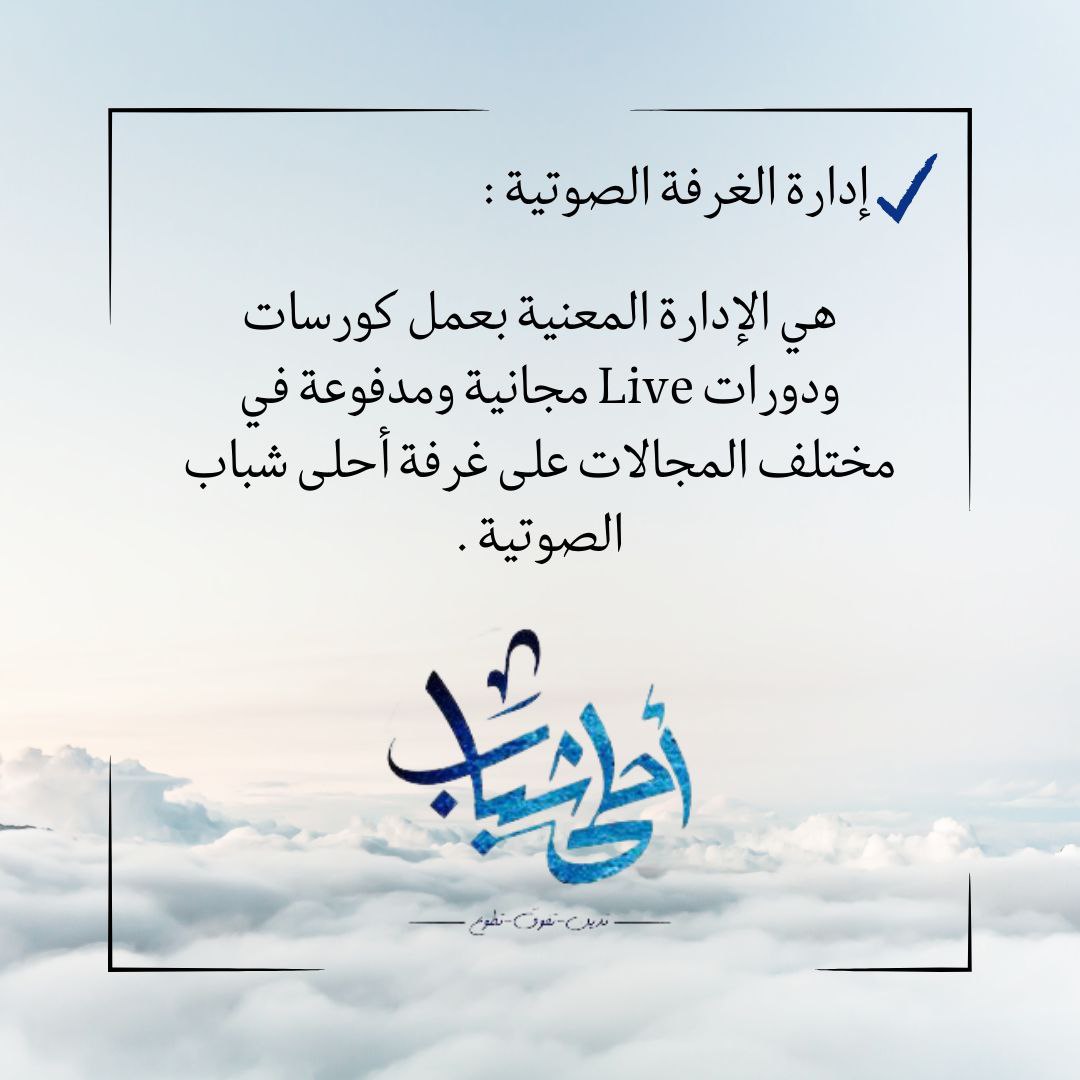 إدارة الغرفة الصوتية :
هي الإدارة المعنية بعمل كورسات
ودورات Live مجانية ومدفوعة في
مختلف المجالات على غرفة أحلى شباب
الصوتية .
أحلى شباب
تدريب-تفوق-تطوير